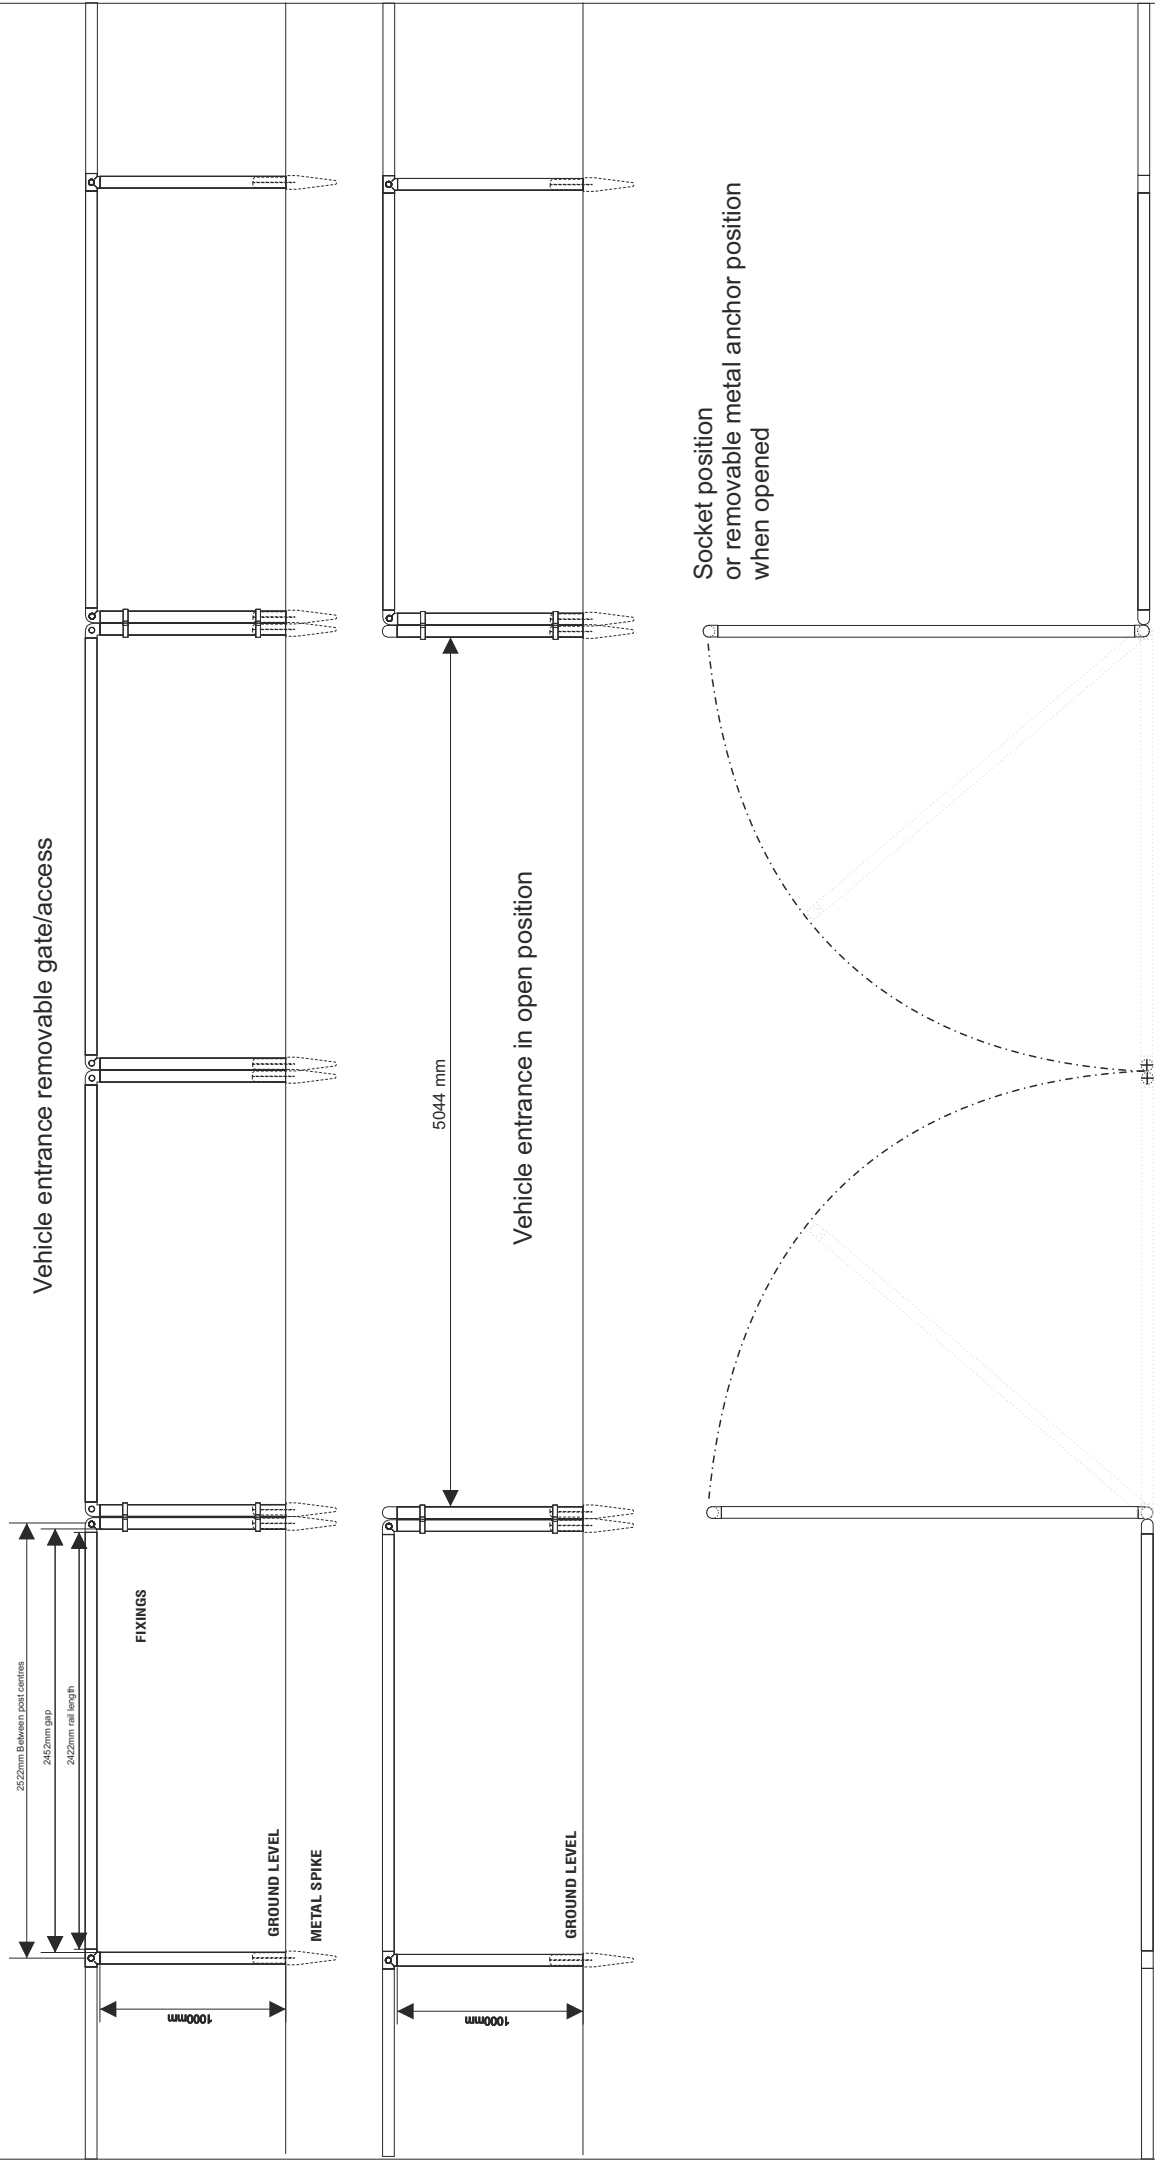 Vehicle entrance removable gate/access
2522mm Between post centres
2452mm gap
2422mm rail length
FIXINGS
1000mm
GROUND LEVEL
METAL SPIKE
5044 mm
Vehicle entrance in open position
1000mm
GROUND LEVEL
Socket position
or removable metal anchor position
when opened